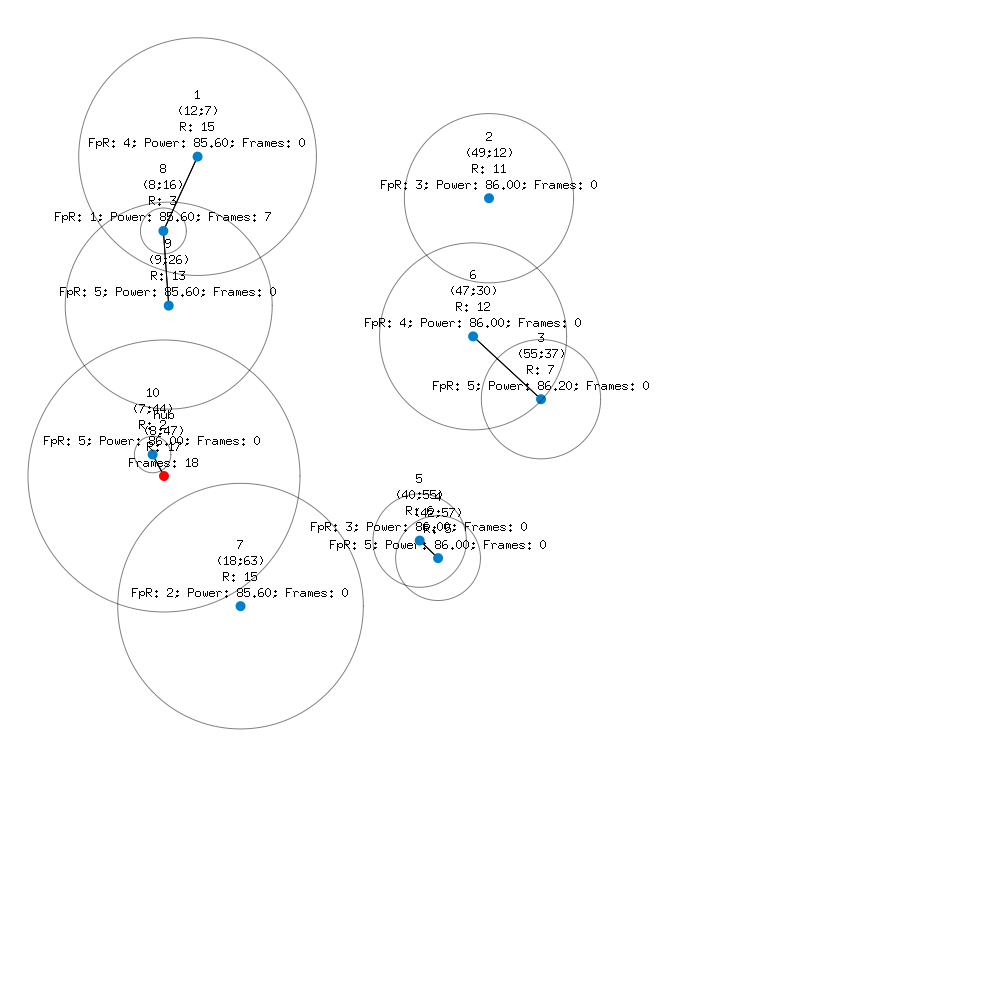 1
(12;7)
R: 15
FpR: 4; Power: 85.60; Frames: 0
2
(49;12)
R: 11
FpR: 3; Power: 86.00; Frames: 0
8
(8;16)
R: 3
FpR: 1; Power: 85.60; Frames: 7
9
(9;26)
R: 13
FpR: 5; Power: 85.60; Frames: 0
6
(47;30)
R: 12
FpR: 4; Power: 86.00; Frames: 0
3
(55;37)
R: 7
FpR: 5; Power: 86.20; Frames: 0
10
(7;44)
R: 2
FpR: 5; Power: 86.00; Frames: 0
hub
(8;47)
R: 17
Frames: 18
5
(40;55)
R: 6
FpR: 3; Power: 86.00; Frames: 0
4
(42;57)
R:
FpR: 5; Power: 86.00; Frames: 0
7
(18;63)
R: 15
FpR: 2; Power: 85.60; Frames: 0